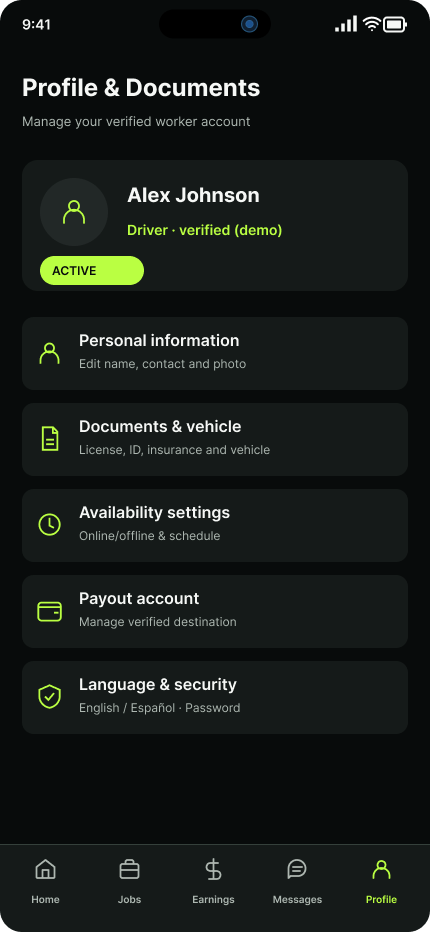 9:41
Profile & Documents
Manage your verified worker account
Alex Johnson
Driver · verified (demo)
ACTIVE
Personal information
Edit name, contact and photo
Documents & vehicle
License, ID, insurance and vehicle
Availability settings
Online/offline & schedule
Payout account
Manage verified destination
Language & security
English / Español · Password
Home Jobs Earnings Messages Profile